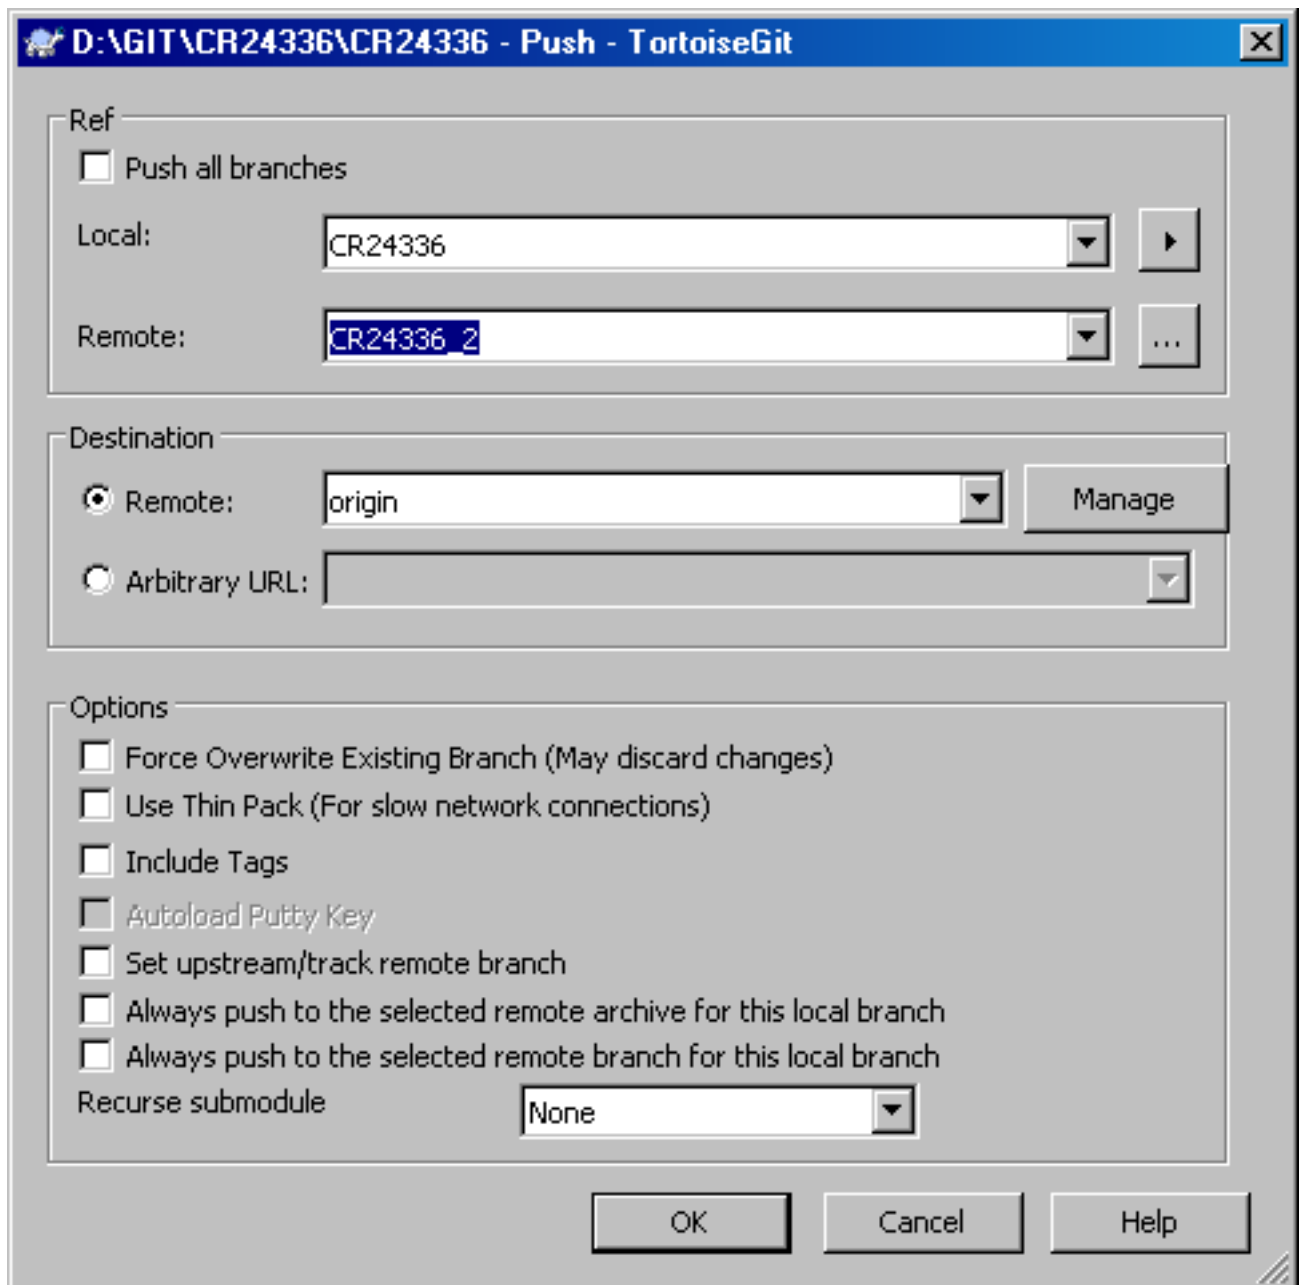 D:\GIT\CR24336\CR24336 - Push - TortoiseGit
Ref
Push all branches
Local:
CR24336
Remote:
CR24336_2
...
Destination
Remote:
origin
Manage
Arbitrary URL:
Options
Force Overwrite Existing Branch (May discard changes)
Use Thin Pack (For slow network connections)
Include Tags
Autoload Putty Key
Set upstream/track remote branch
Always push to the selected remote archive for this local branch
Always push to the selected remote branch for this local branch
Recurse submodule
None
OK
Cancel
Help